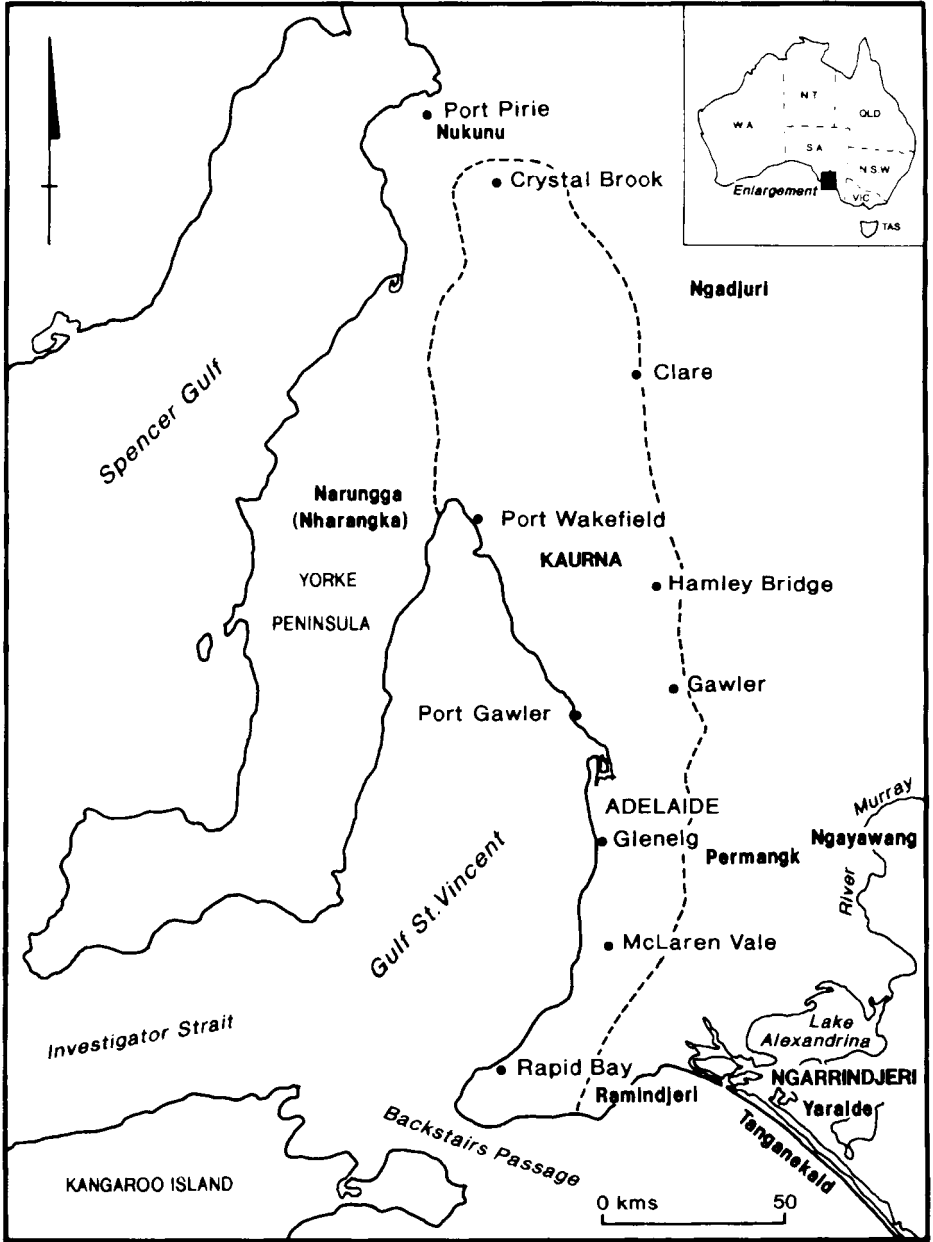 Port Pirie
Nukunu
Crystal Brook
NT
WA
QLD
SA
N.S.W
Enlargement
VIC
TAS
Ngadjuri
Clare
Spencer Gulf
Narungga
(Nharangka)
Port Wakefield
KAURNA
YORKE
PENINSULA
Hamley Bridge
Gawler
Port Gawler
ADELAIDE
Glenelg
Murray
River
Ngayawang
Permangk
Gulf St.Vincent
McLaren Vale
Investigator Strait
Lake
Alexandrina
Rapid Bay
Ramindjeri
NGARRINDJERI
Yaralde
Tanganekald
Backstairs Passage
KANGAROO ISLAND
0 kms 50